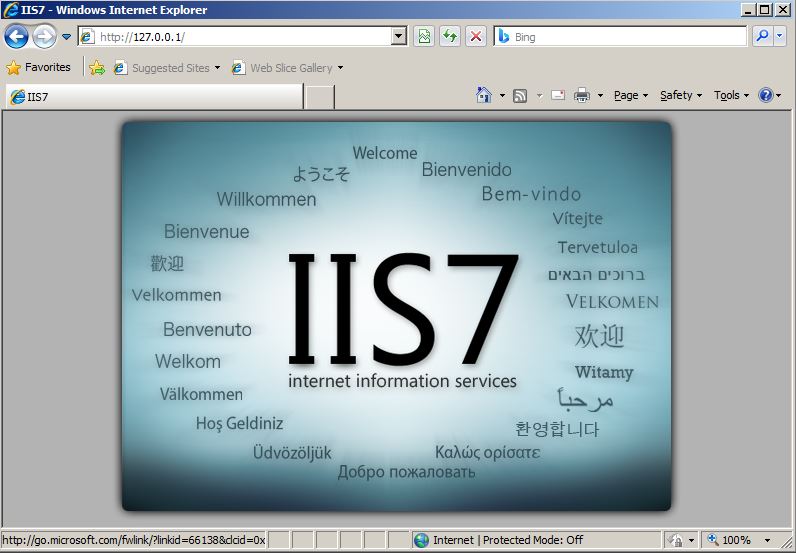 IIS7 - Windows Internet Explorer
http://127.0.0.1/
Bing
Favorites
Suggested Sites
Web Slice Gallery
IIS7
Page
Safety
Tools
Welcome
ようこそ
Bienvenido
Willkommen
Bem-vindo
Bienvenue
Vítejte
歡迎
Tervetuloa
ברוכים הבאים
Velkommen
VELKOMEN
IIS7
internet information services
Benvenuto
欢迎
Welkom
Witamy
Välkommen
مرحباً
Hoş Geldiniz
환영합니다
Üdvözöljük
Καλώς ορίσατε
Добро пожаловать
http://go.microsoft.com/fwlink/?linkid=66138&clcid=0x
Internet | Protected Mode: Off
100%